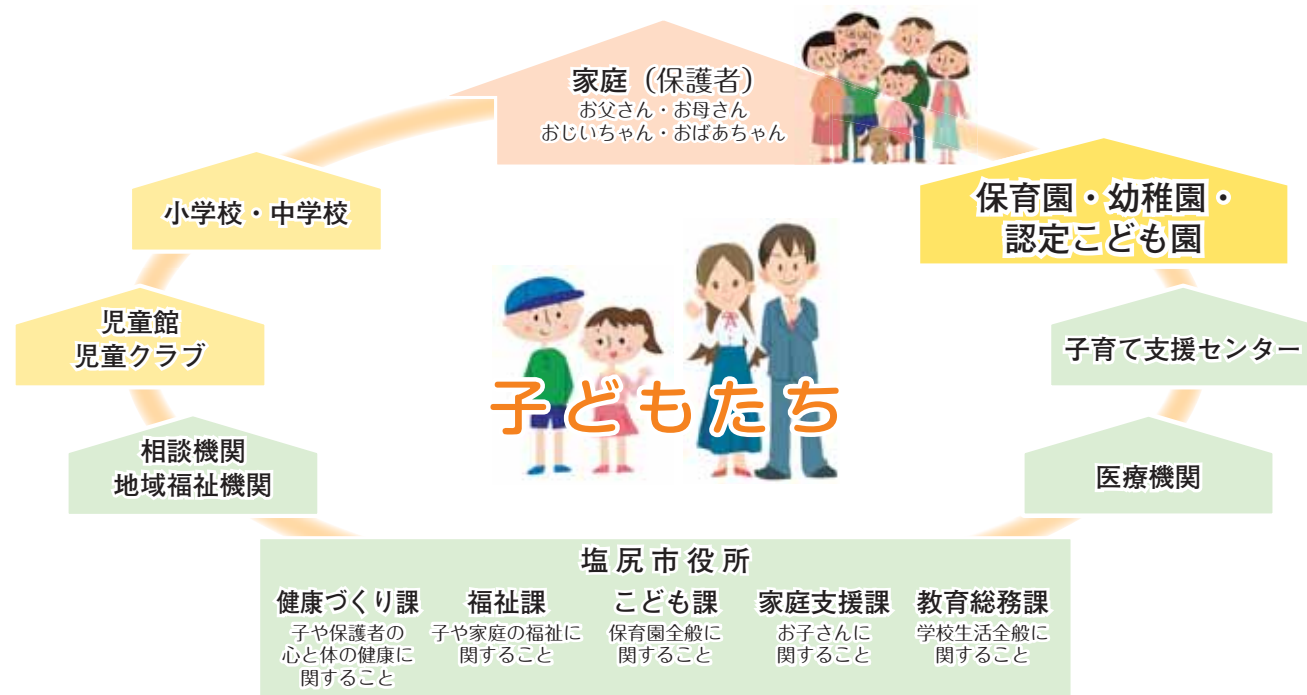 家庭（保護者）
お父さん・お母さん
おじいちゃん・おばあちゃん
小学校・中学校
保育園・幼稚園・
認定こども園
児童館
児童クラブ
子育て支援センター
子どもたち
相談機関
地域福祉機関
医療機関
塩尻市役所
健康づくり課
子や保護者の
心と体の健康に
関すること
福祉課
子や家庭の福祉に
関すること
こども課
保育園全般に
関すること
家庭支援課
お子さんに
関すること
教育総務課
学校生活全般に
関すること